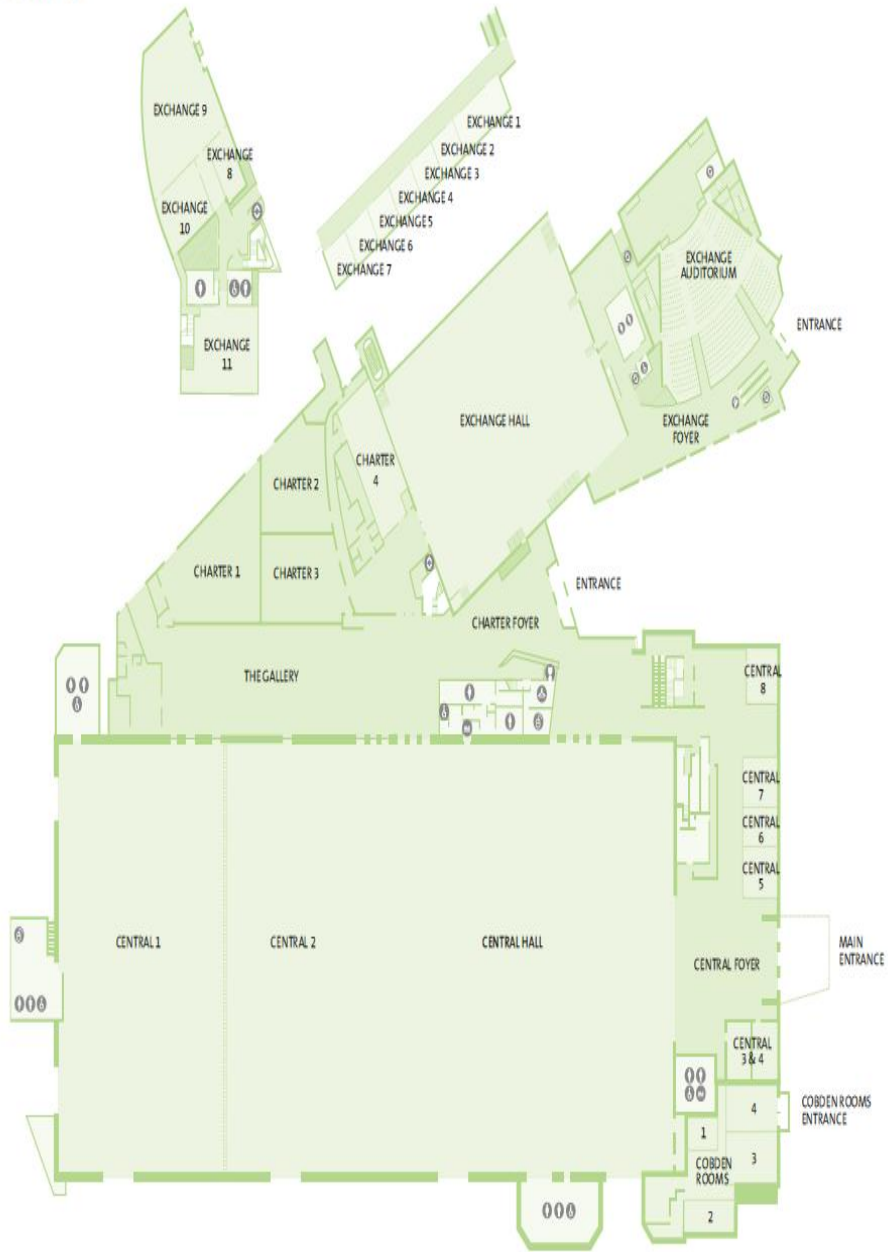 EXCHANGE 9
EXCHANGE
8
EXCHANGE
10
EXCHANGE
11
EXCHANGE 1
EXCHANGE 2
EXCHANGE 3
EXCHANGE 4
EXCHANGE 5
EXCHANGE 6
EXCHANGE 7
EXCHANGE
AUDITORIUM
ENTRANCE
EXCHANGE HALL
EXCHANGE
FOYER
CHARTER
4
CHARTER 2
CHARTER 1
CHARTER 3
ENTRANCE
CHARTER FOYER
THE GALLERY
CENTRAL
8
CENTRAL
7
CENTRAL
6
CENTRAL
5
CENTRAL 1
CENTRAL 2
CENTRAL HALL
CENTRAL FOYER
MAIN
ENTRANCE
CENTRAL
3 & 4
COBDEN ROOMS
ENTRANCE
4
1
3
COBDEN
ROOMS
2